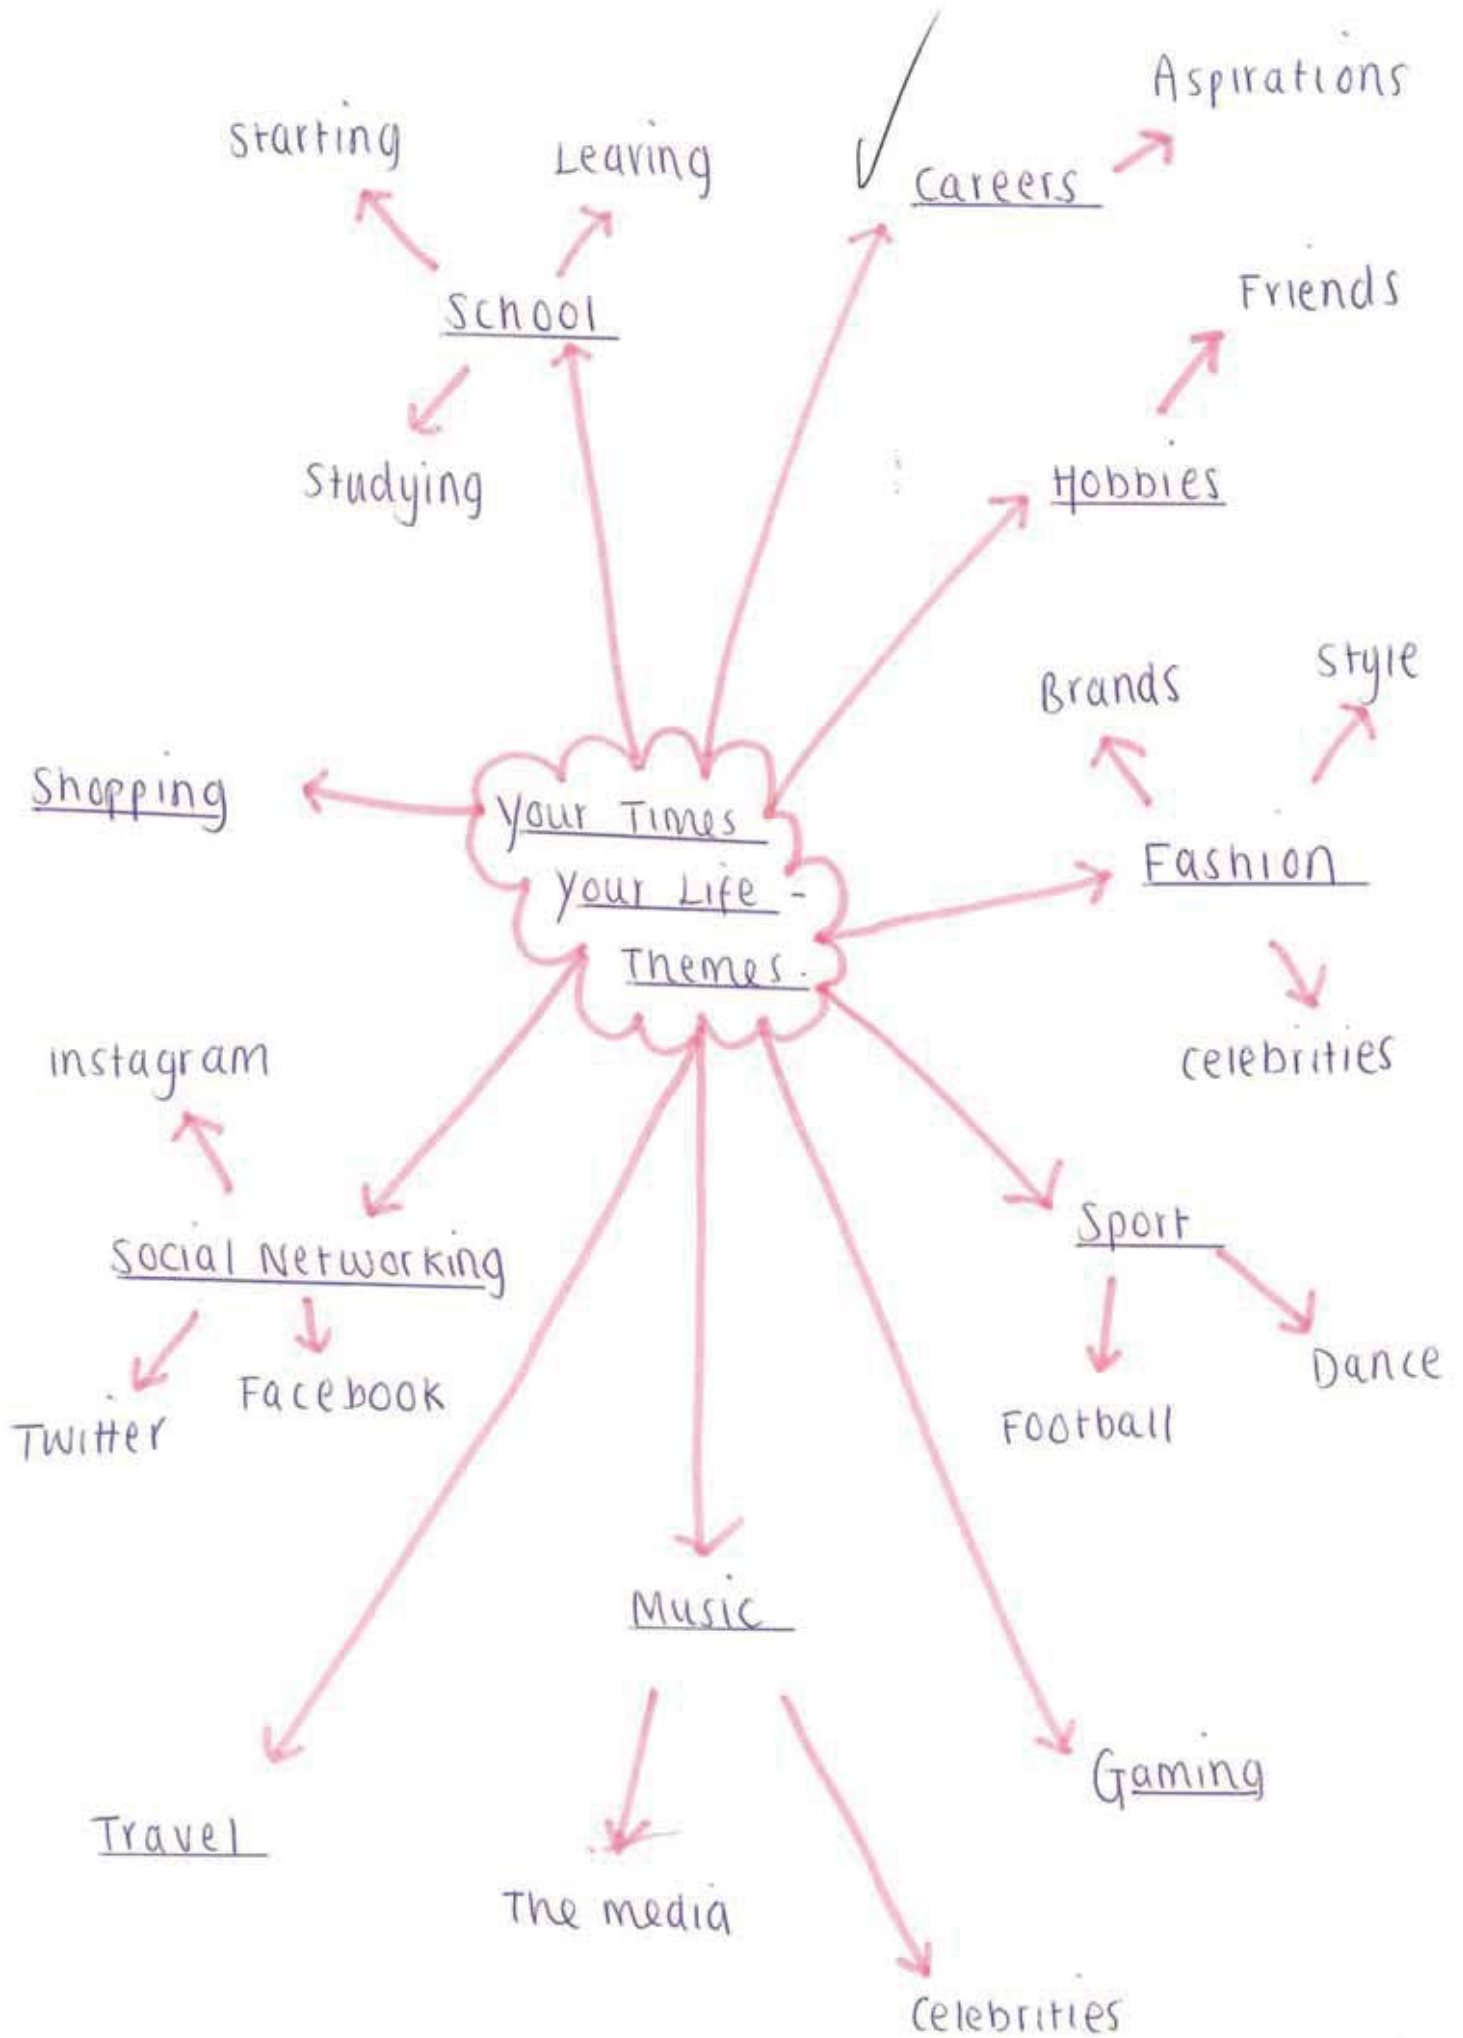 Aspirations
Starting
Leaving
Careers
School
Friends
Studying
Hobbies
Style
Brands
Shopping
Your Times
Your Life -
Themes.
Fashion
Instagram
Celebrities
Social Networking
Sport
Twitter
Facebook
Dance
Football
Music
Gaming
Travel
The media
Celebrities